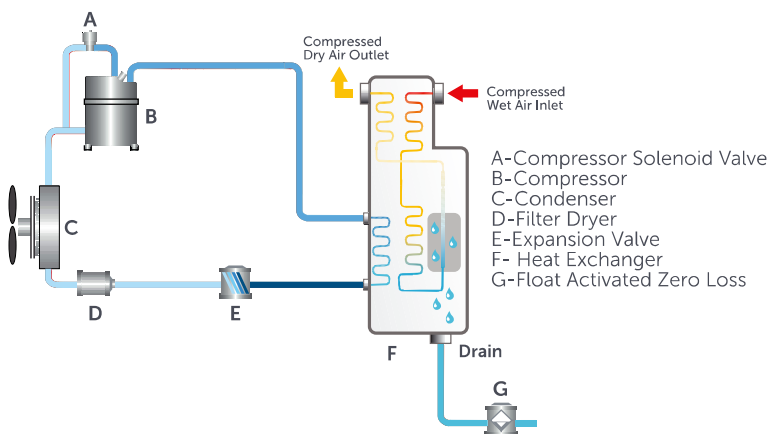 A
B
C
D
E
Compressed
Dry Air Outlet
Compressed
Wet Air Inlet
F
Drain
G
A-Compressor Solenoid Valve
B-Compressor
C-Condenser
D-Filter Dryer
E-Expansion Valve
F- Heat Exchanger
G-Float Activated Zero Loss